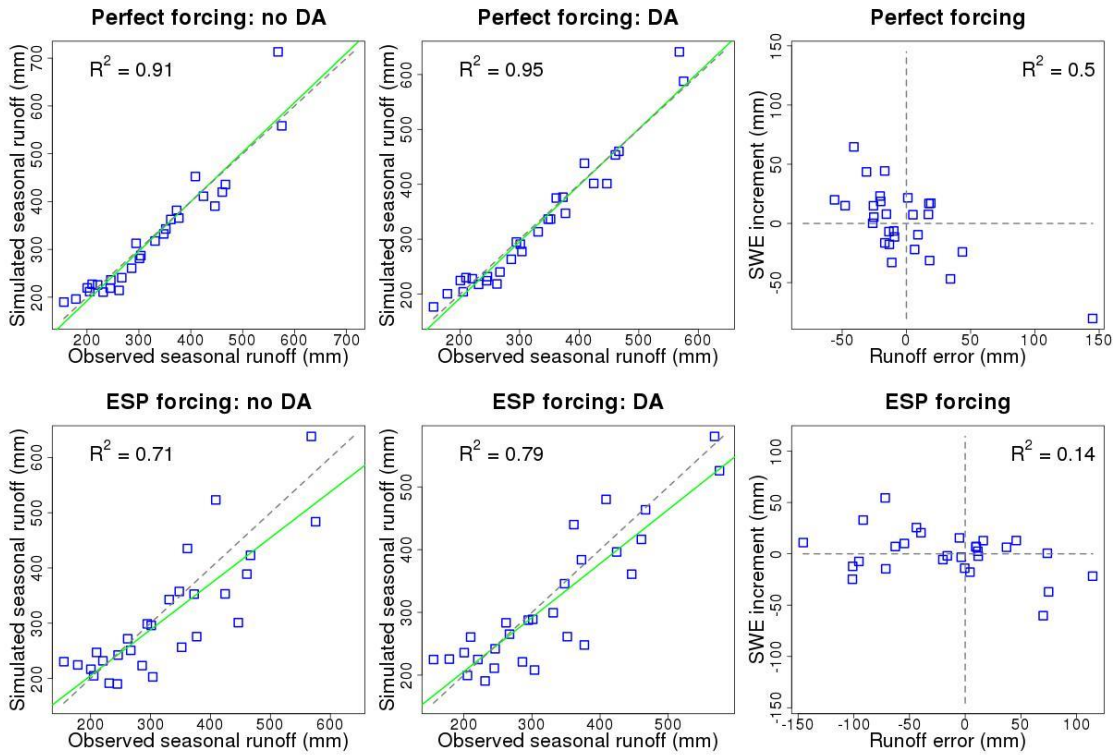 Perfect forcing: no DA
R² = 0.91
Simulated seasonal runoff (mm)
200 300 400 500 600 700
200 300 400 500 600 700
Observed seasonal runoff (mm)
Perfect forcing: DA
R² = 0.95
Simulated seasonal runoff (mm)
200 300 400 500 600
200 300 400 500 600
Observed seasonal runoff (mm)
Perfect forcing
R² = 0.5
SWE increment (mm)
-50 0 50 100 150
-100 -50 0 50 100 150
Runoff error (mm)
ESP forcing: no DA
R² = 0.71
Simulated seasonal runoff (mm)
200 300 400 500 600
200 300 400 500 600
Observed seasonal runoff (mm)
ESP forcing: DA
R² = 0.79
Simulated seasonal runoff (mm)
200 300 400 500
200 300 400 500
Observed seasonal runoff (mm)
ESP forcing
R² = 0.14
SWE increment (mm)
-150 -100 -50 0 50 100
-150 -100 -50 0 50 100
Runoff error (mm)